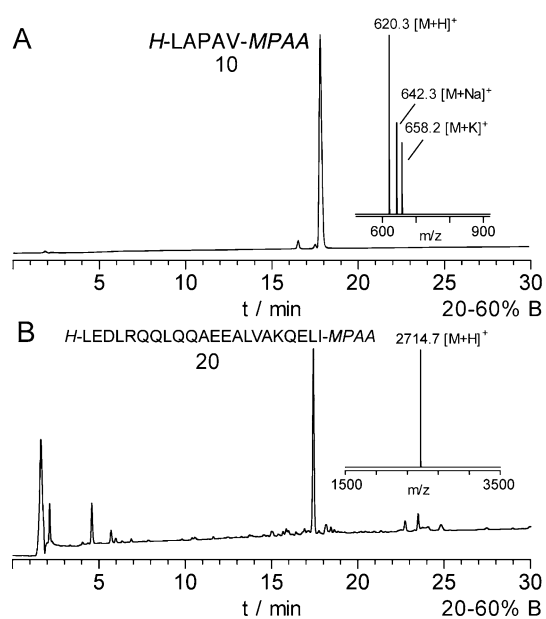 A
H-LAPAV-MPAA
10
620.3 [M+H]⁺
642.3 [M+Na]⁺
658.2 [M+K]⁺
600 900
m/z
5 10 15 20 25 30
t / min 20-60% B
B
H-LEDLRQQLQQAEEALVAKQELI-MPAA
20
2714.7 [M+H]⁺
1500 3500
m/z
5 10 15 20 25 30
t / min 20-60% B